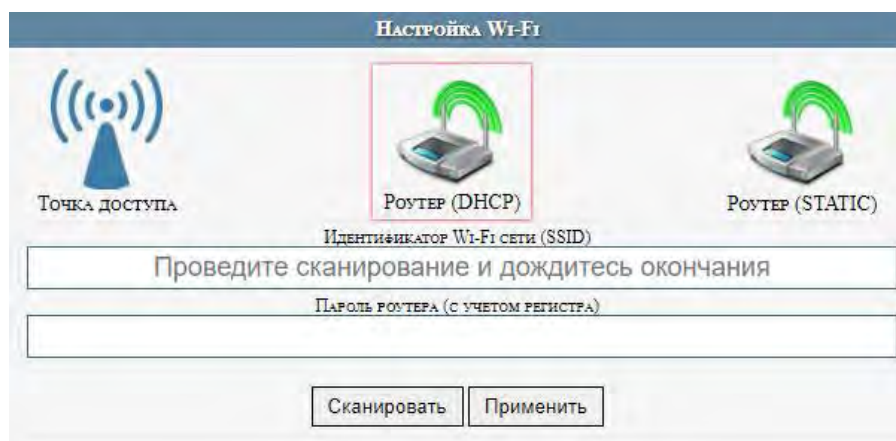 Настройка Wi-Fi
Точка доступа
Роутер (DHCP)
Роутер (STATIC)
Идентификатор Wi-Fi сети (SSID)
Проведите сканирование и дождитесь окончания
Пароль роутера (с учетом регистра)
Сканировать
Применить